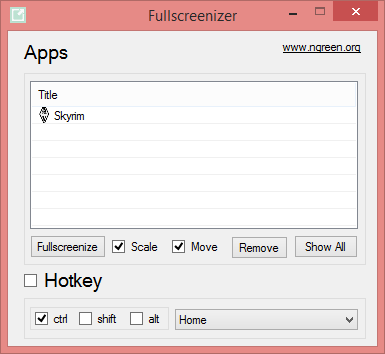 Fullscreenizer
Apps
www.ngreen.org
Title
Skyrim
Fullscreenize
Scale
Move
Remove
Show All
Hotkey
ctrl
shift
alt
Home